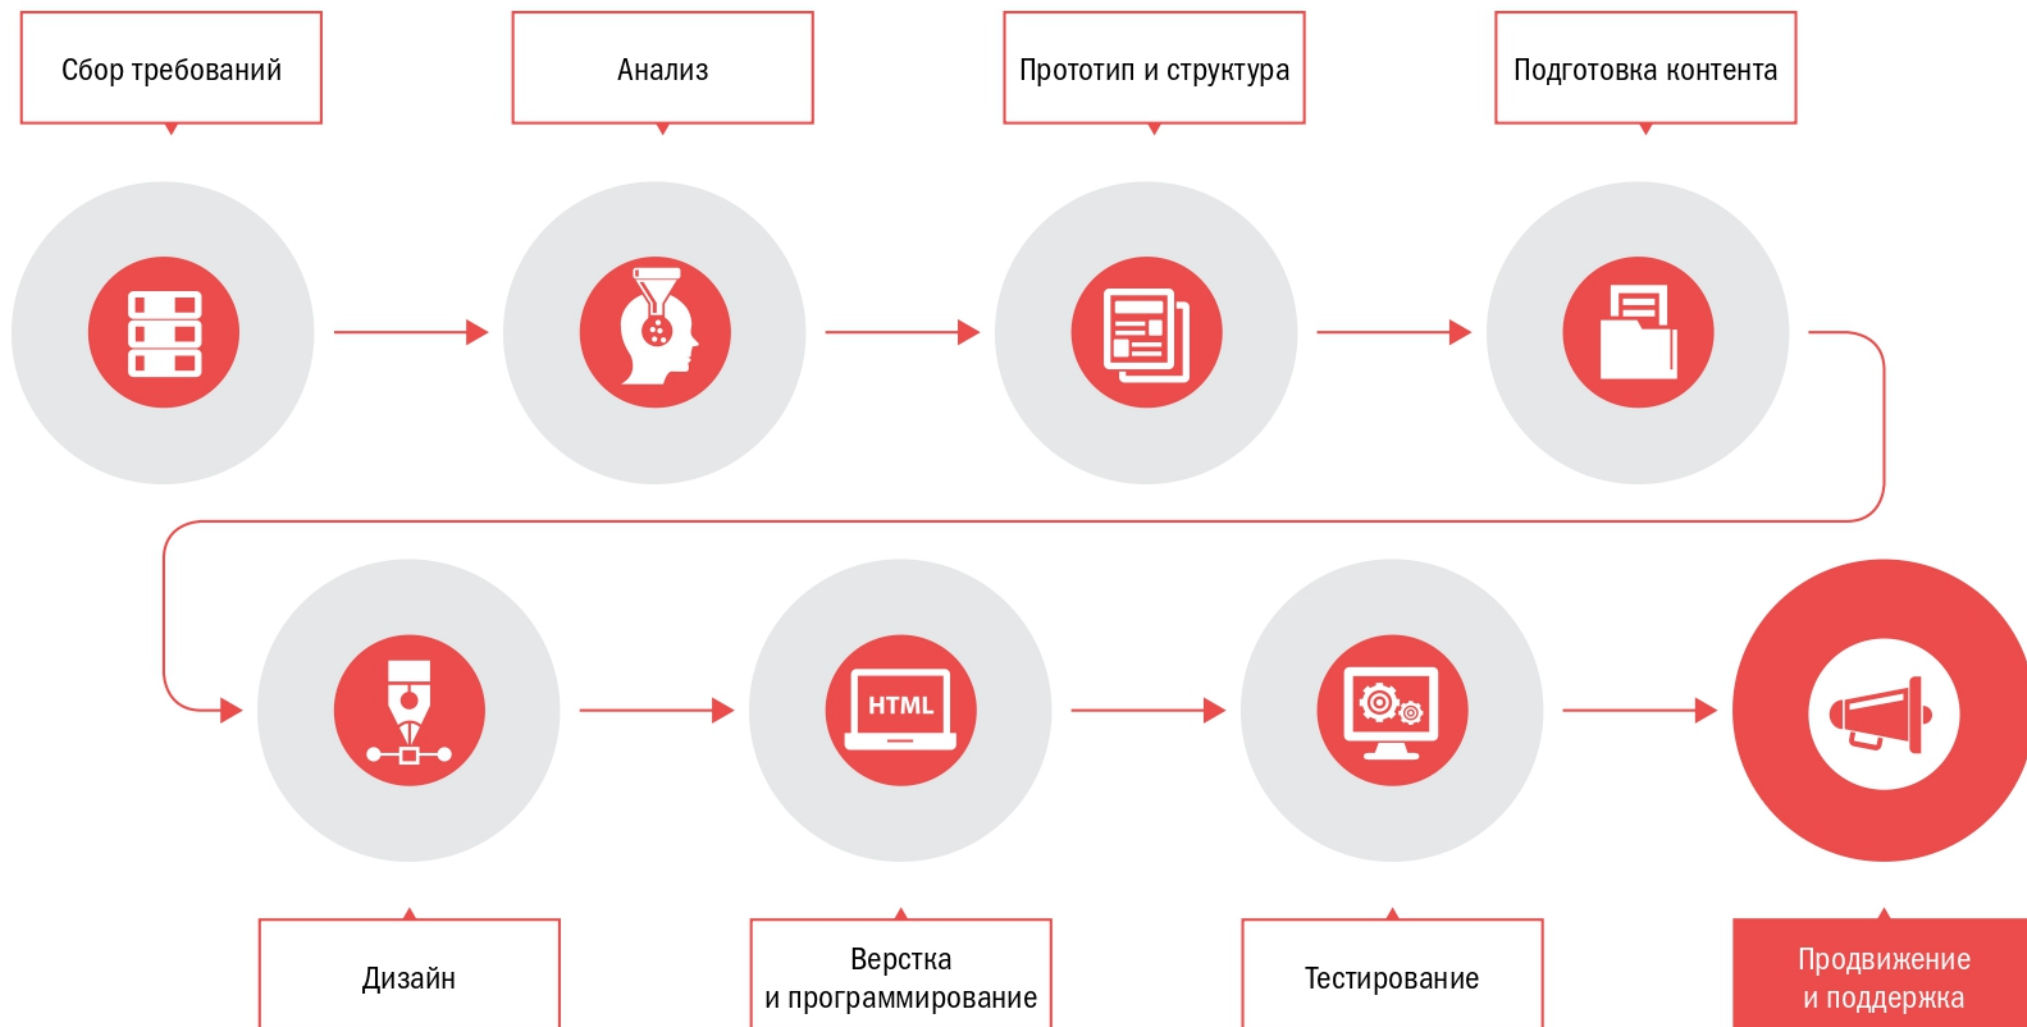 Сбор требований
Анализ
Прототип и структура
Подготовка контента
HTML
Дизайн
Верстка
и программирование
Тестирование
Продвижение
и поддержка